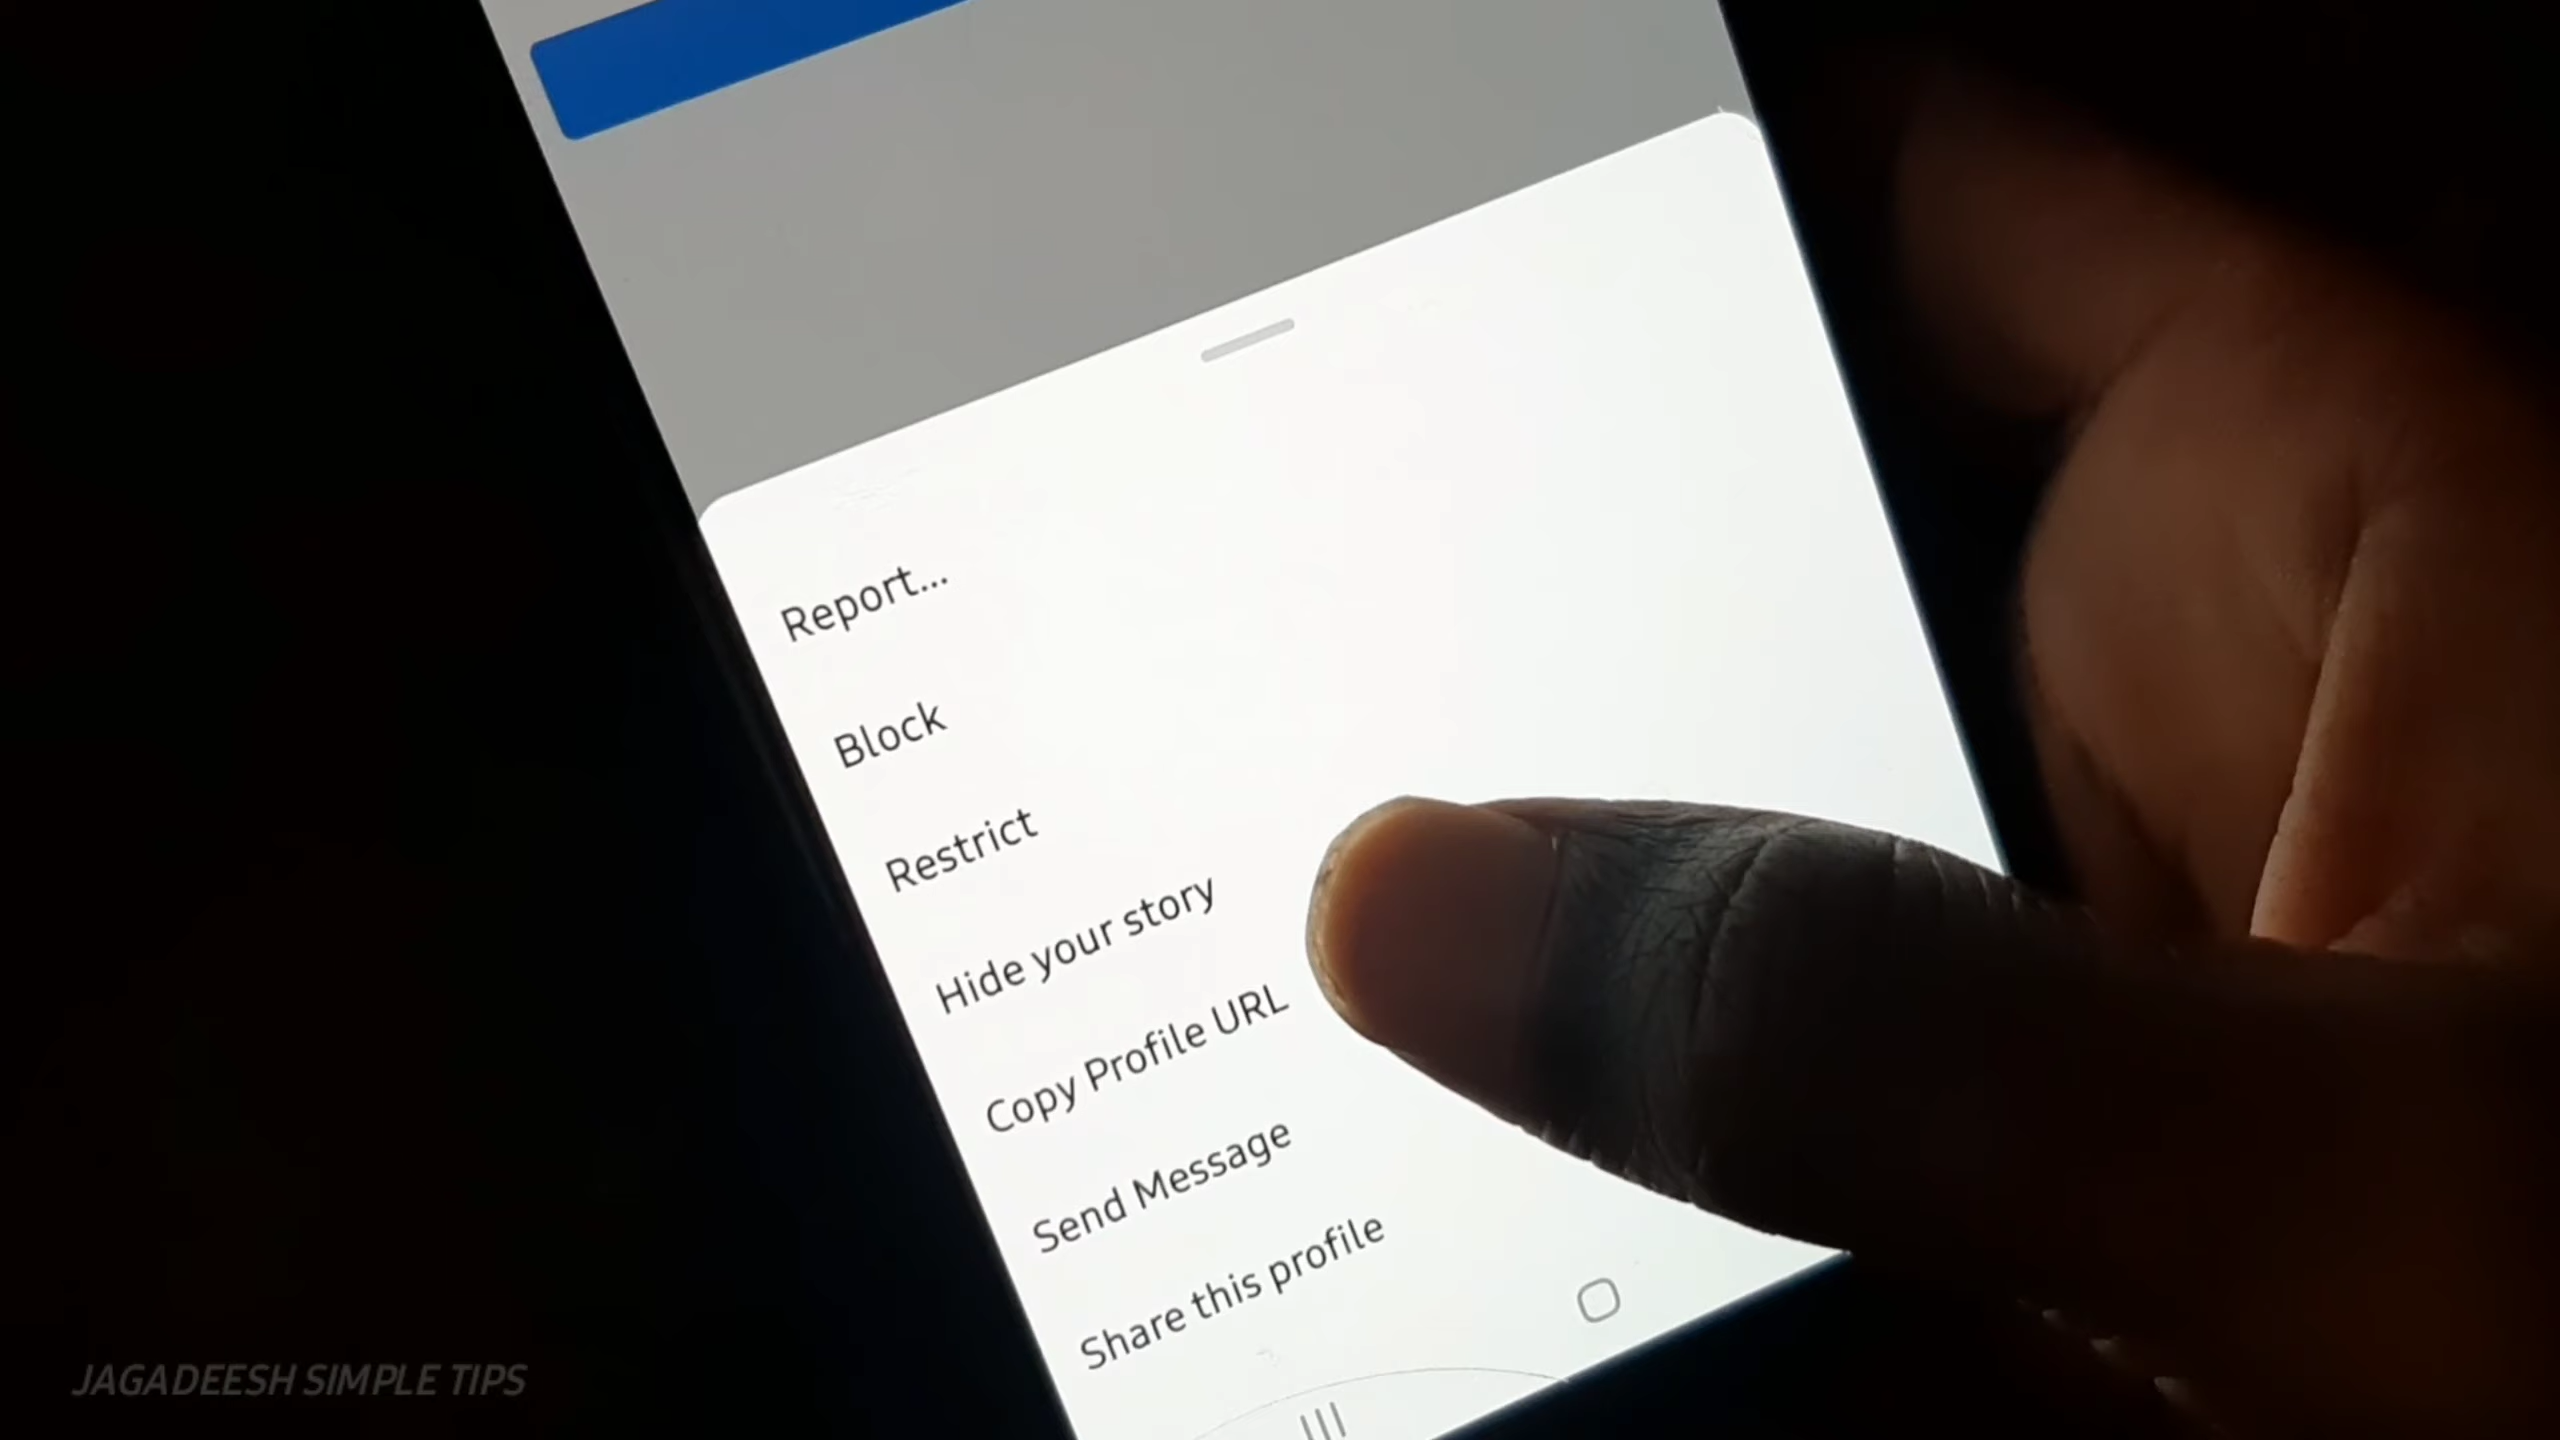 Report...
Block
Restrict
Hide your story
Copy Profile URL
Send Message
Share this profile
JAGADEESH SIMPLE TIPS